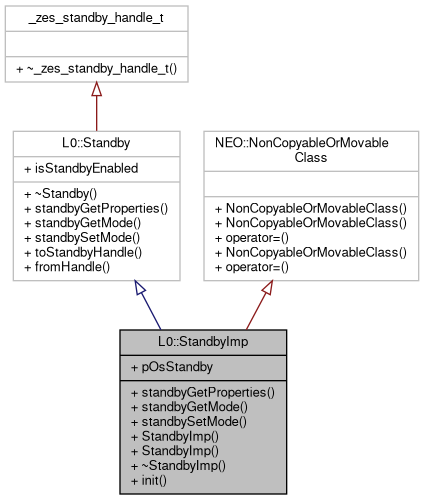 _zes_standby_handle_t
+ ~_zes_standby_handle_t()
L0::Standby
+ isStandbyEnabled
+ ~Standby()
+ standbyGetProperties()
+ standbyGetMode()
+ standbySetMode()
+ toStandbyHandle()
+ fromHandle()
NEO::NonCopyableOrMovable
Class
+ NonCopyableOrMovableClass()
+ NonCopyableOrMovableClass()
+ operator=()
+ NonCopyableOrMovableClass()
+ operator=()
L0::StandbyImp
+ pOsStandby
+ standbyGetProperties()
+ standbyGetMode()
+ standbySetMode()
+ StandbyImp()
+ StandbyImp()
+ ~StandbyImp()
+ init()